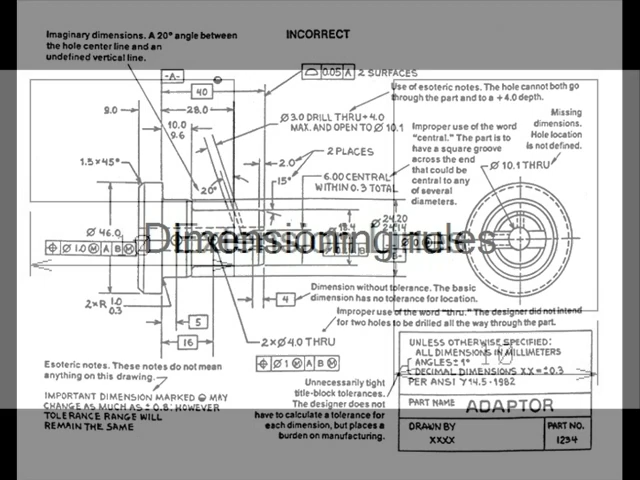 Imaginary dimensions. A 20° angle between
the hole center line and an
undefined vertical line.
INCORRECT
-A-
40
⌓ 0.05 A 2 SURFACES
Use of esoteric notes. The hole cannot both go
through the part and to a + 4.0 depth.
8.0
28.0
Ø3.0 DRILL THRU + 4.0
MAX. AND OPEN TO Ø 10.1
10.0
9.6
Improper use of the word
"central." The part is to
have a square groove
across the end
that could be
central to any
of several
diameters.
Missing
dimensions.
Hole location
is not defined.
2 PLACES
1.5 × 45°
2.0
15°
Ø 10.1 THRU
20°
6.00 CENTRAL
WITHIN 0.3 TOTAL
Ø 46.0
Ø
24.20
24.14
⌖ Ø 1.0 Ⓜ A B Ⓜ
Dimensioning rules
Dimension without tolerance. The basic
dimension has no tolerance for location.
4
2×R 1.0
0.3
5
Improper use of the word "thru." The designer did not intend
for two holes to be drilled all the way through the part.
16
2×Ø4.0 THRU
⌖ Ø 1 Ⓜ A B Ⓜ
UNLESS OTHERWISE SPECIFIED:
ALL DIMENSIONS IN MILLIMETERS
ANGLES ± 1°
DECIMAL DIMENSIONS XX = ± 0.3
PER ANSI Y14.5 - 1982
10
Esoteric notes. These notes do not mean
anything on this drawing.
Unnecessarily tight
title-block tolerances.
The designer does not
have to calculate a tolerance for
each dimension, but places a
burden on manufacturing.
IMPORTANT DIMENSION MARKED MAY
CHANGE AS MUCH AS ± 0.8. HOWEVER
TOLERANCE RANGE WILL
REMAIN THE SAME
PART NAME ADAPTOR
DRAWN BY
XXXX
PART NO.
1234